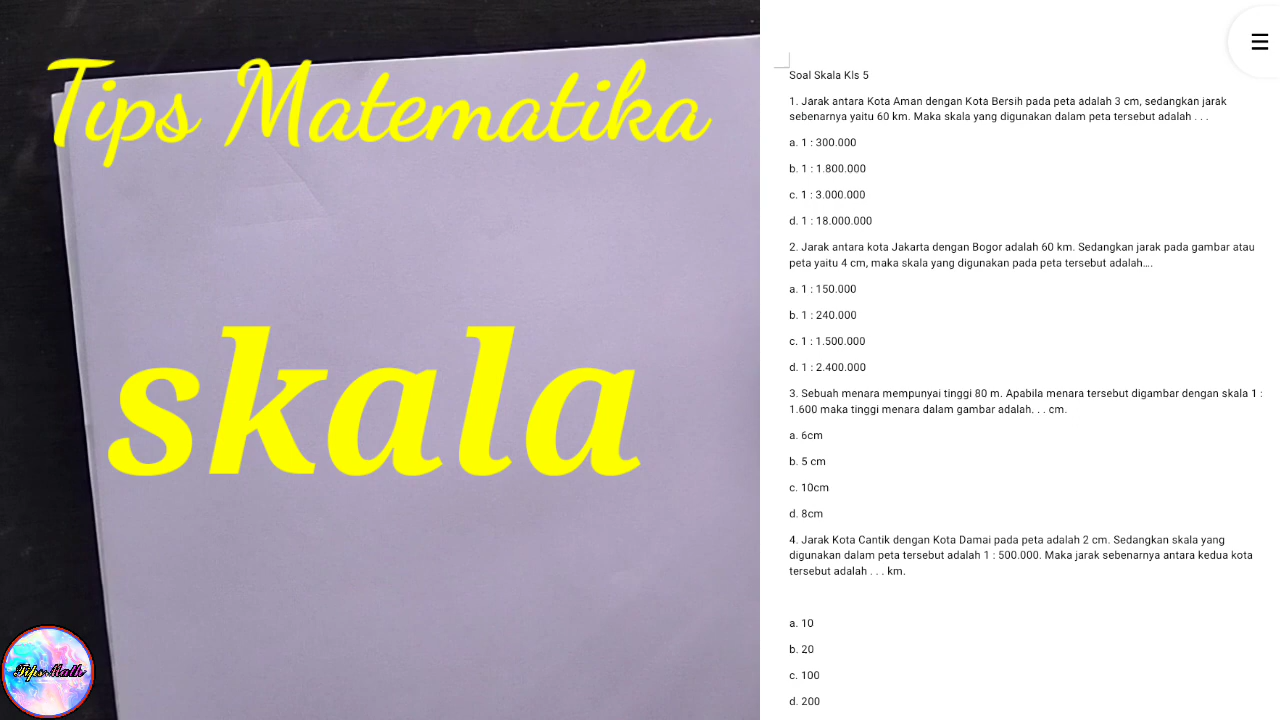 Tips Matematika
skala
Tips Math
Soal Skala Kls 5
1. Jarak antara Kota Aman dengan Kota Bersih pada peta adalah 3 cm, sedangkan jarak
sebenarnya yaitu 60 km. Maka skala yang digunakan dalam peta tersebut adalah . . .
a. 1 : 300.000
b. 1 : 1.800.000
c. 1 : 3.000.000
d. 1 : 18.000.000
2. Jarak antara kota Jakarta dengan Bogor adalah 60 km. Sedangkan jarak pada gambar atau
peta yaitu 4 cm, maka skala yang digunakan pada peta tersebut adalah....
a. 1 : 150.000
b. 1 : 240.000
c. 1 : 1.500.000
d. 1 : 2.400.000
3. Sebuah menara mempunyai tinggi 80 m. Apabila menara tersebut digambar dengan skala 1 :
1.600 maka tinggi menara dalam gambar adalah. . . cm.
a. 6cm
b. 5 cm
c. 10cm
d. 8cm
4. Jarak Kota Cantik dengan Kota Damai pada peta adalah 2 cm. Sedangkan skala yang
digunakan dalam peta tersebut adalah 1 : 500.000. Maka jarak sebenarnya antara kedua kota
tersebut adalah . . . km.
a. 10
b. 20
c. 100
d. 200